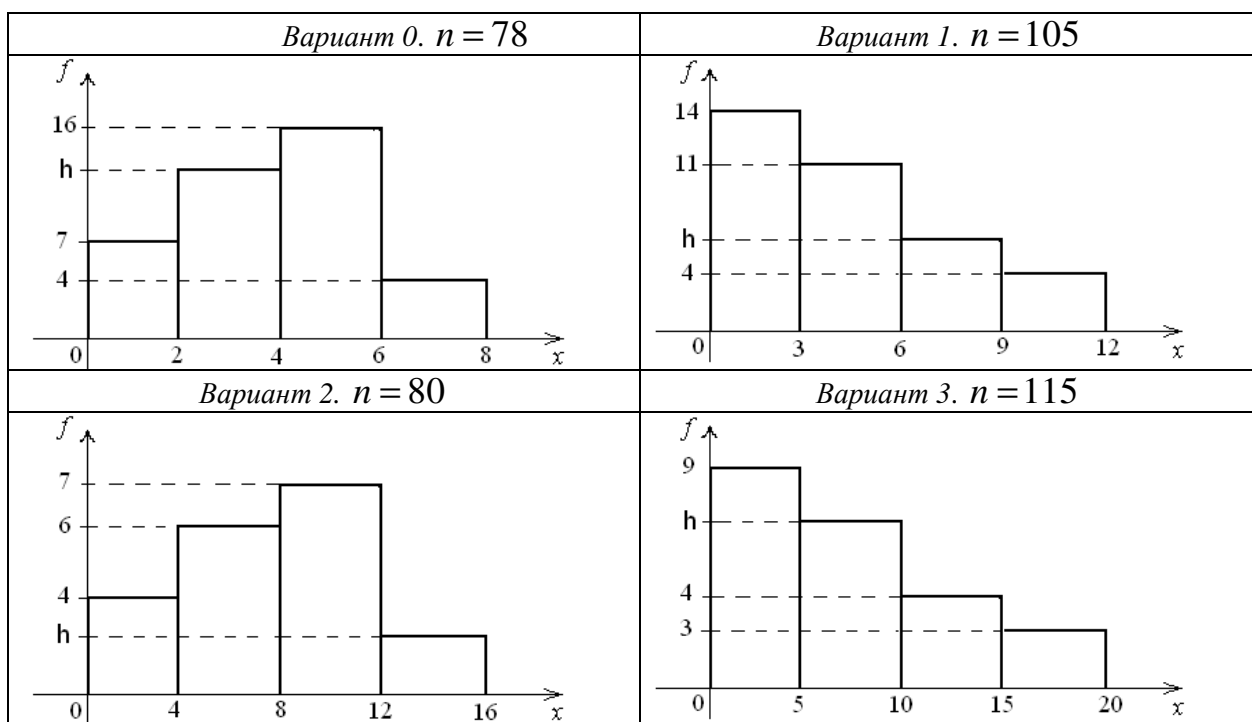 Вариант 0. n = 78
f
16
h
7
4
0 2 4 6 8 x
Вариант 1. n = 105
f
14
11
h
4
0 3 6 9 12 x
Вариант 2. n = 80
f
7
6
4
h
0 4 8 12 16 x
Вариант 3. n = 115
f
9
h
4
3
0 5 10 15 20 x